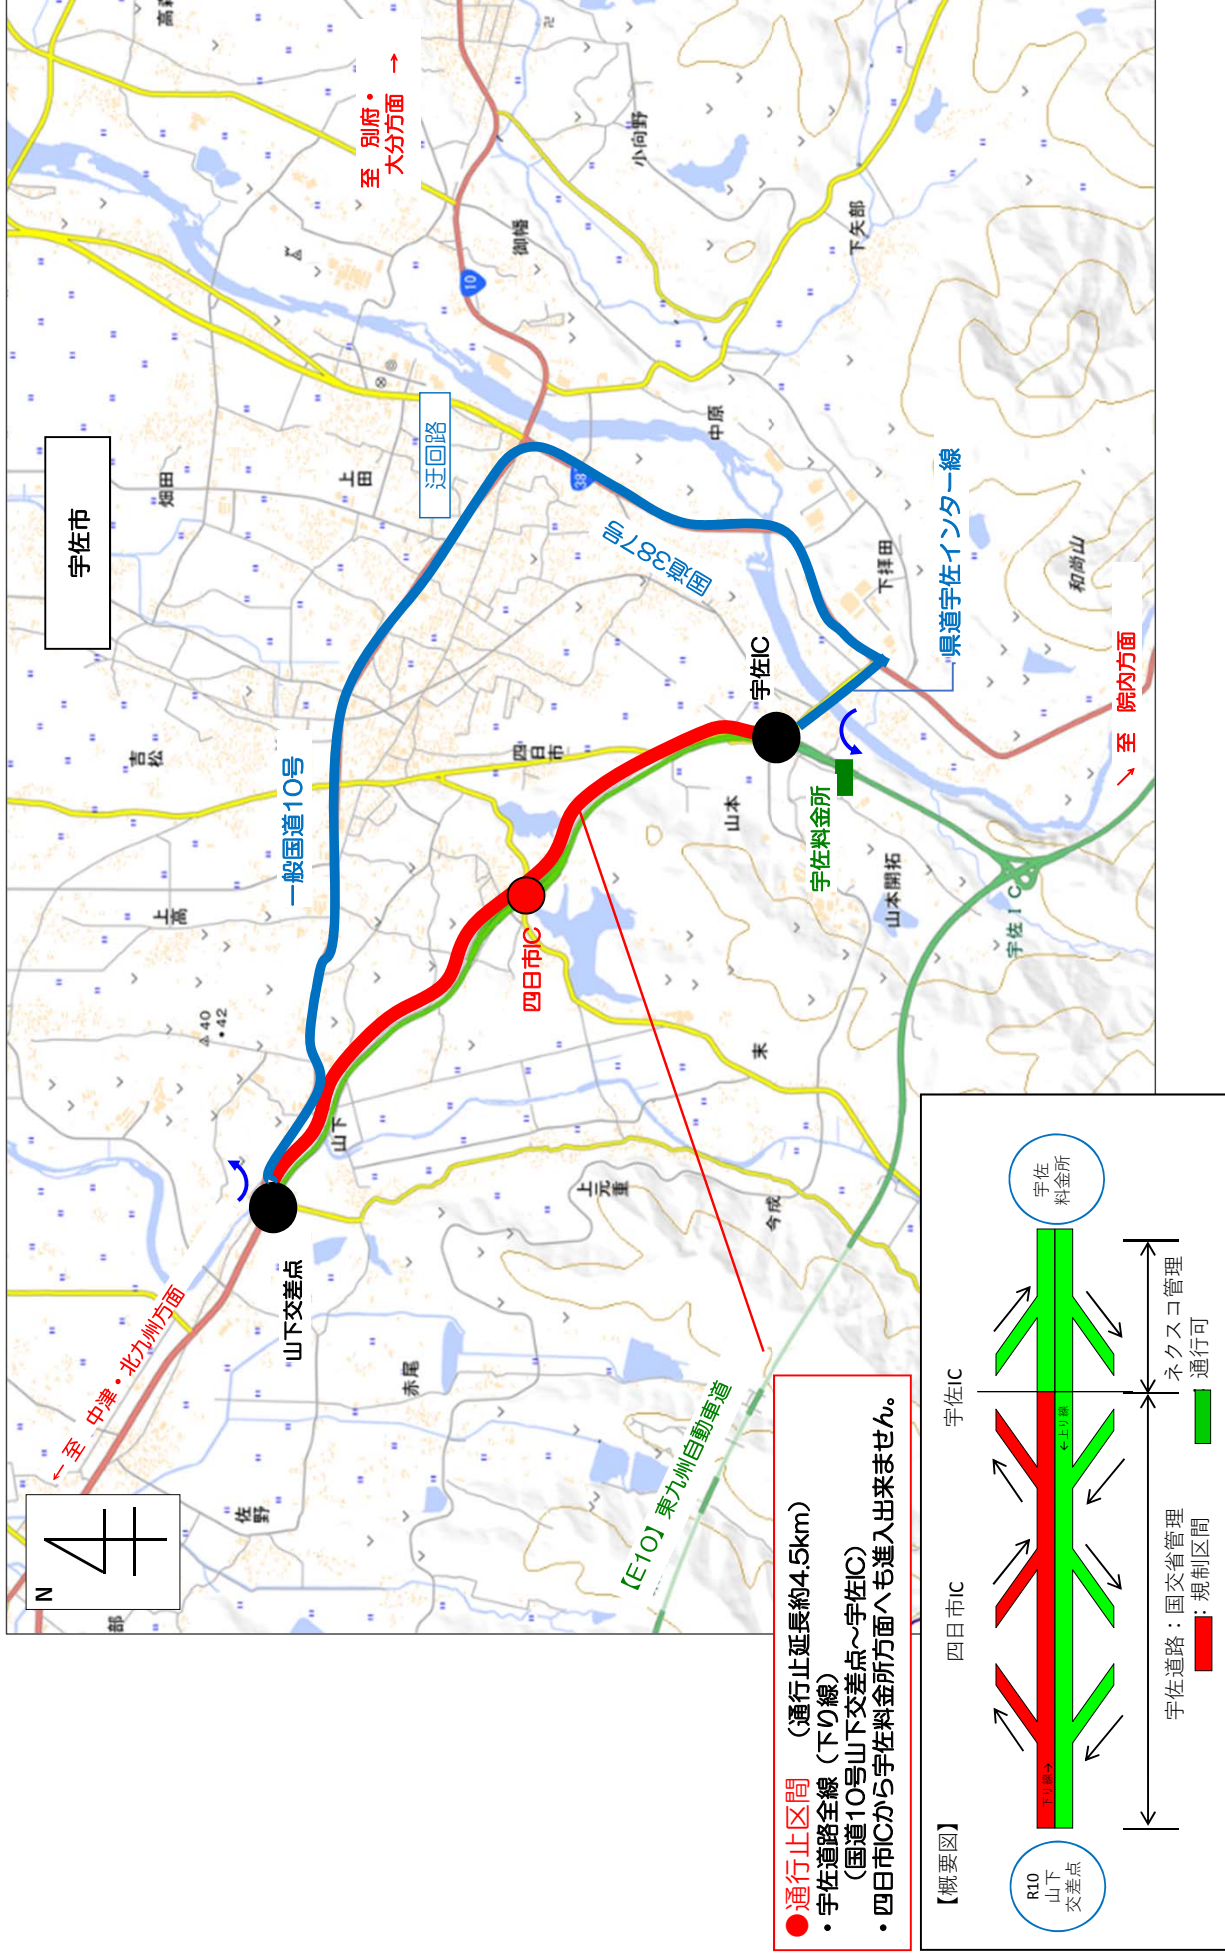 N
宇佐市
至 別府・
大分方面 →
← 至 中津・北九州方面
→ 至 院内方面
高森
畑田
上田
吉松
上高
四日市
御幡
小向野
下矢部
中原
下拝田
和尚山
山本
山本開拓
末
山下
上元重
今成
赤尾
佐野
部
40
42
10
38
迂回路
一般国道10号
国道387号
県道宇佐インター線
宇佐IC
宇佐料金所
宇佐IC
四日市IC
山下交差点
【E10】東九州自動車道
●通行止区間 （通行止延長約4.5km）
・宇佐道路全線（下り線）
（国道10号山下交差点～宇佐IC）
・四日市ICから宇佐料金所方面へも進入出来ません。
【概要図】
四日市IC
宇佐IC
R10
山下
交差点
下り線→
←上り線
宇佐
料金所
宇佐道路：国交省管理
ネクスコ管理
：規制区間
：通行可